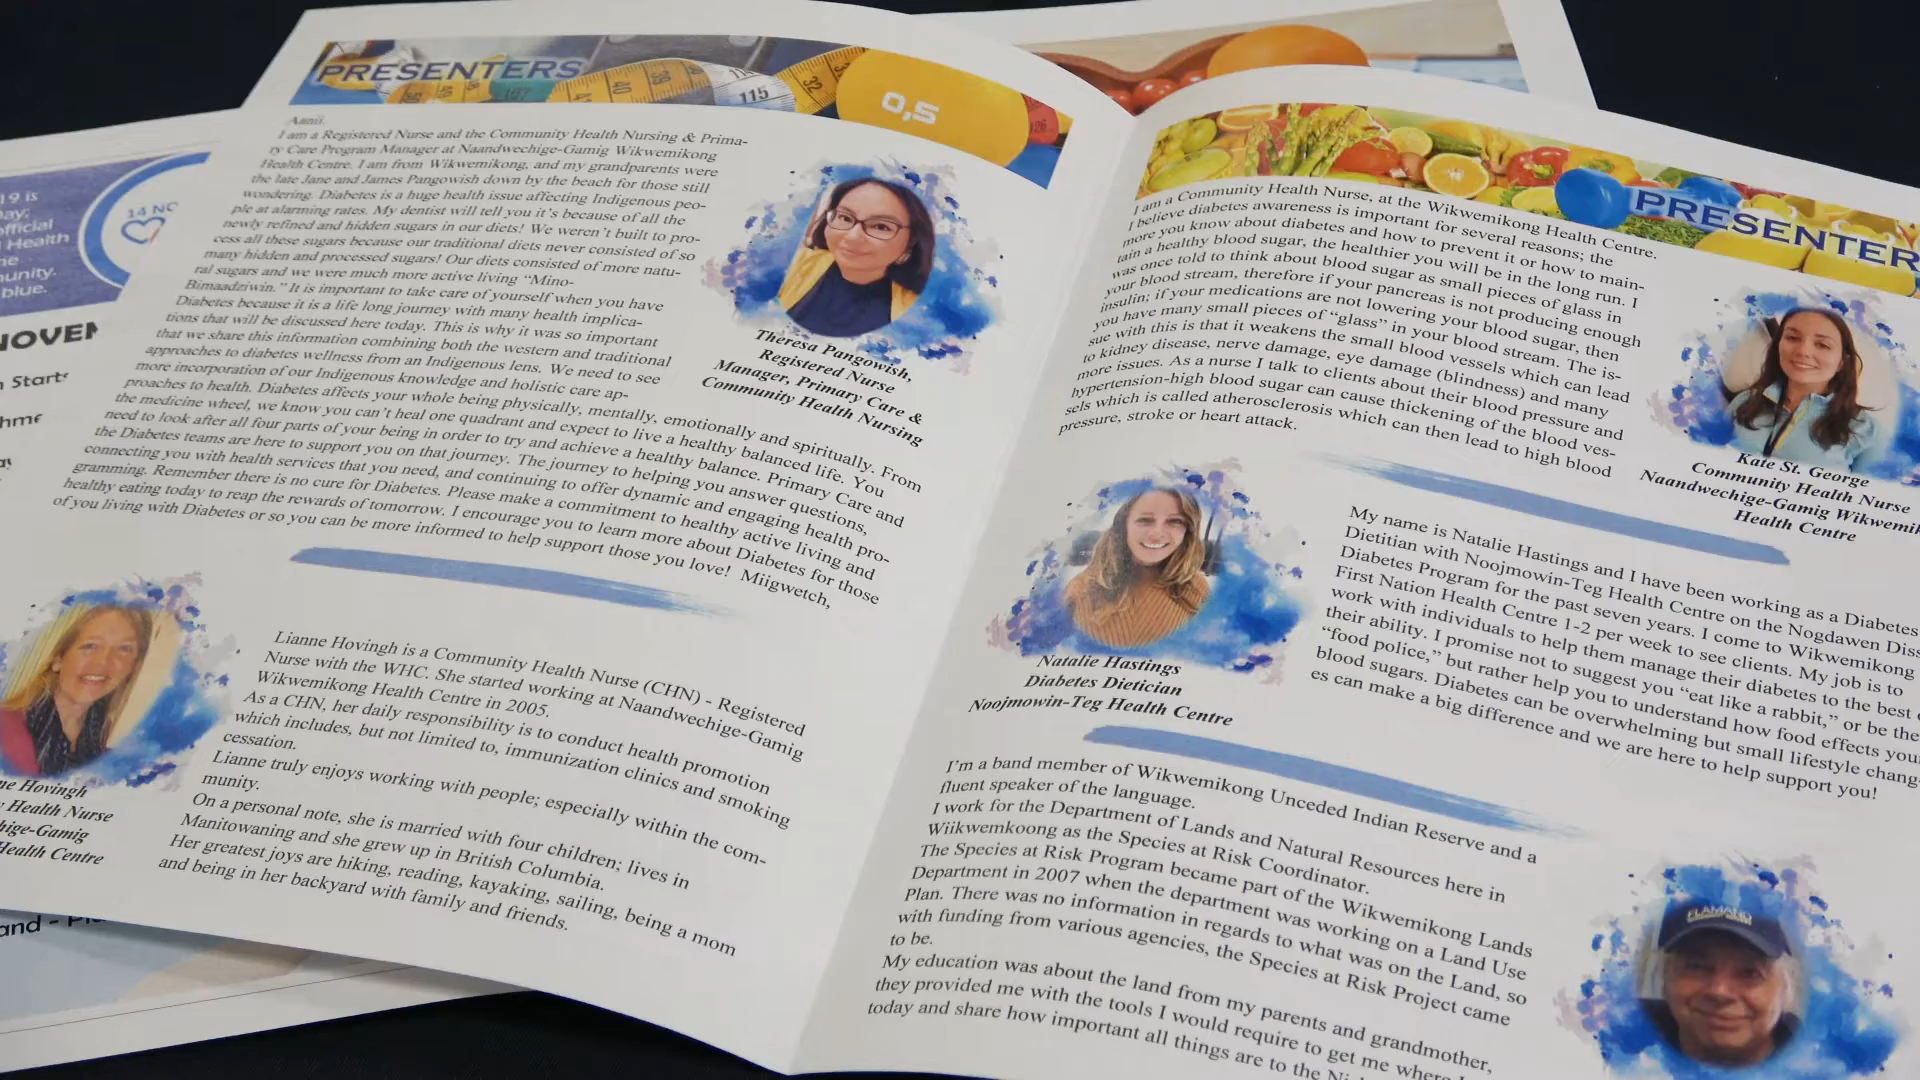 PRESENTERS
Aanii,
I am a Registered Nurse and the Community Health Nursing & Prima-
ry Care Program Manager at Naandwechige-Gamig Wikwemikong
Health Centre. I am from Wikwemikong, and my grandparents were
the late Jane and James Pangowish down by the beach for those still
wondering. Diabetes is a huge health issue affecting Indigenous peo-
ple at alarming rates. My dentist will tell you it's because of all the
newly refined and hidden sugars in our diets! We weren't built to pro-
cess all these sugars because our traditional diets never consisted of so
many hidden and processed sugars! Our diets consisted of more natu-
ral sugars and we were much more active living "Mino-
Bimaadziwin." It is important to take care of yourself when you have
Diabetes because it is a life long journey with many health implica-
tions that will be discussed here today. This is why it was so important
that we share this information combining both the western and traditional
approaches to diabetes wellness from an Indigenous lens. We need to see
more incorporation of our Indigenous knowledge and holistic care ap-
proaches to health. Diabetes affects your whole being physically, mentally, emotionally and spiritually. From
the medicine wheel, we know you can't heal one quadrant and expect to live a healthy balanced life. You
need to look after all four parts of your being in order to try and achieve a healthy balance. Primary Care and
the Diabetes teams are here to support you on that journey. The journey to helping you answer questions,
connecting you with health services that you need, and continuing to offer dynamic and engaging health pro-
gramming. Remember there is no cure for Diabetes. Please make a commitment to healthy active living and
healthy eating today to reap the rewards of tomorrow. I encourage you to learn more about Diabetes for those
of you living with Diabetes or so you can be more informed to help support those you love! Miigwetch,
Theresa Pangowish,
Registered Nurse
Manager, Primary Care &
Community Health Nursing
Lianne Hovingh is a Community Health Nurse (CHN) - Registered
Nurse with the WHC. She started working at Naandwechige-Gamig
Wikwemikong Health Centre in 2005.
As a CHN, her daily responsibility is to conduct health promotion
which includes, but not limited to, immunization clinics and smoking
cessation.
Lianne truly enjoys working with people; especially within the com-
munity.
On a personal note, she is married with four children; lives in
Manitowaning and she grew up in British Columbia.
Her greatest joys are hiking, reading, kayaking, sailing, being a mom
and being in her backyard with family and friends.
ne Hovingh
Health Nurse
hige-Gamig
Health Centre
PRESENTER
I am a Community Health Nurse, at the Wikwemikong Health Centre.
I believe diabetes awareness is important for several reasons; the
more you know about diabetes and how to prevent it or how to main-
tain a healthy blood sugar, the healthier you will be in the long run. I
was once told to think about blood sugar as small pieces of glass in
your blood stream, therefore if your pancreas is not producing enough
insulin; if your medications are not lowering your blood sugar, then
you have many small pieces of "glass" in your blood stream. The is-
sue with this is that it weakens the small blood vessels which can lead
to kidney disease, nerve damage, eye damage (blindness) and many
more issues. As a nurse I talk to clients about their blood pressure and
hypertension-high blood sugar can cause thickening of the blood ves-
sels which is called atherosclerosis which can then lead to high blood
pressure, stroke or heart attack.
Kate St. George
Community Health Nurse
Naandwechige-Gamig Wikwemik
Health Centre
My name is Natalie Hastings and I have been working as a Diabetes
Dietitian with Noojmowin-Teg Health Centre on the Nogdawen Diss
Diabetes Program for the past seven years. I come to Wikwemikong
First Nation Health Centre 1-2 per week to see clients. My job is to
work with individuals to help them manage their diabetes to the best
their ability. I promise not to suggest you "eat like a rabbit," or be the
"food police," but rather help you to understand how food effects your
blood sugars. Diabetes can be overwhelming but small lifestyle chang-
es can make a big difference and we are here to help support you!
Natalie Hastings
Diabetes Dietician
Noojmowin-Teg Health Centre
I'm a band member of Wikwemikong Unceded Indian Reserve and a
fluent speaker of the language.
I work for the Department of Lands and Natural Resources here in
Wiikwemkoong as the Species at Risk Coordinator.
The Species at Risk Program became part of the Wikwemikong Lands
Department in 2007 when the department was working on a Land Use
Plan. There was no information in regards to what was on the Land, so
with funding from various agencies, the Species at Risk Project came
to be.
My education was about the land from my parents and grandmother,
they provided me with the tools I would require to get me where I
today and share how important all things are to the
19 is
ay;
official
Health
ne
unity.
blue.
14 NO
NOVEM
Starts
hme
and -
0,5
115
32
39
40
107
50
126